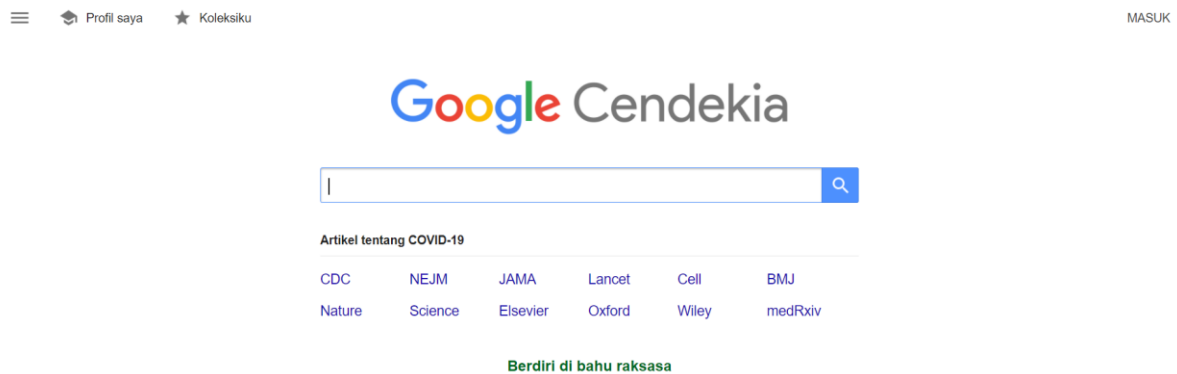 Profil saya Koleksiku MASUK
Google Cendekia
Artikel tentang COVID-19
CDC NEJM JAMA Lancet Cell BMJ
Nature Science Elsevier Oxford Wiley medRxiv
Berdiri di bahu raksasa